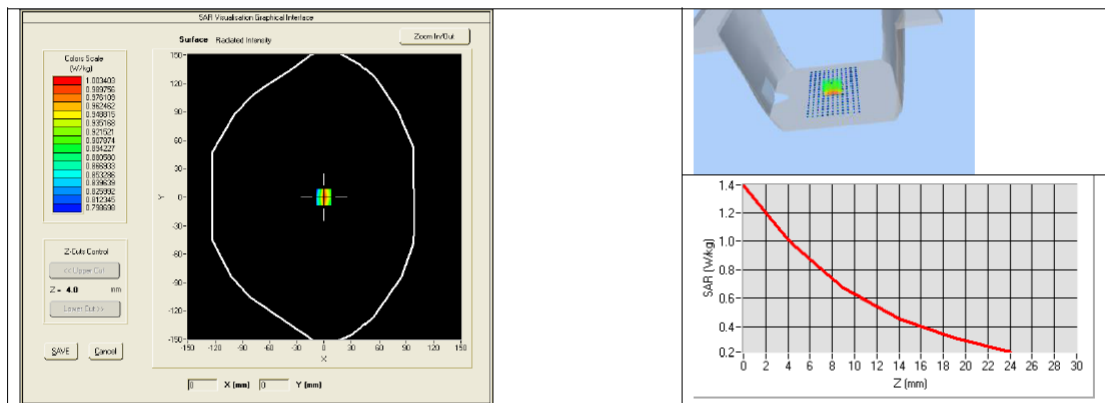 SAR Visualisation Graphical Interface
Surface Radiated Intensity
Zoom In/Out
Colors Scale
(W/kg)
1.003403
0.989756
0.976109
0.962462
0.948815
0.935168
0.921521
0.907874
0.894227
0.880580
0.866933
0.853286
0.839639
0.825992
0.812345
0.798698
Z-Cuts Control
<< Upper Cut
Z = 4.0 mm
Lower Cut >>
SAVE Cancel
150-
120-
90-
60-
30-
0-
-30-
-60-
-90-
-120-
-150-
Y
-150 -120 -90 -60 -30 0 30 60 90 120 150
X
0 X (mm) 0 Y (mm)
1.4-
1.2-
1.0-
0.8-
0.6-
0.4-
0.2-
SAR (W/kg)
0 2 4 6 8 10 12 14 16 18 20 22 24 26 28 30
Z (mm)